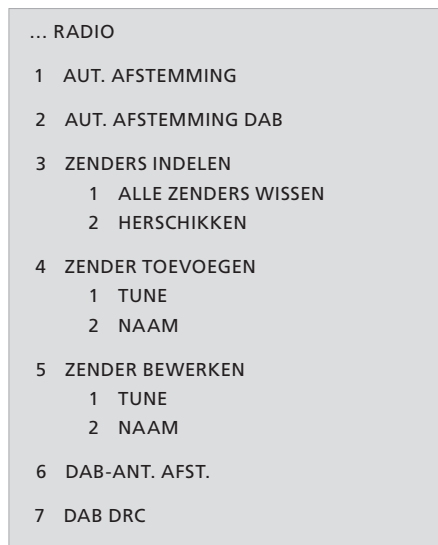 ... RADIO
1 AUT. AFSTEMMING
2 AUT. AFSTEMMING DAB
3 ZENDERS INDELEN
1 ALLE ZENDERS WISSEN
2 HERSCHIKKEN
4 ZENDER TOEVOEGEN
1 TUNE
2 NAAM
5 ZENDER BEWERKEN
1 TUNE
2 NAAM
6 DAB-ANT. AFST.
7 DAB DRC